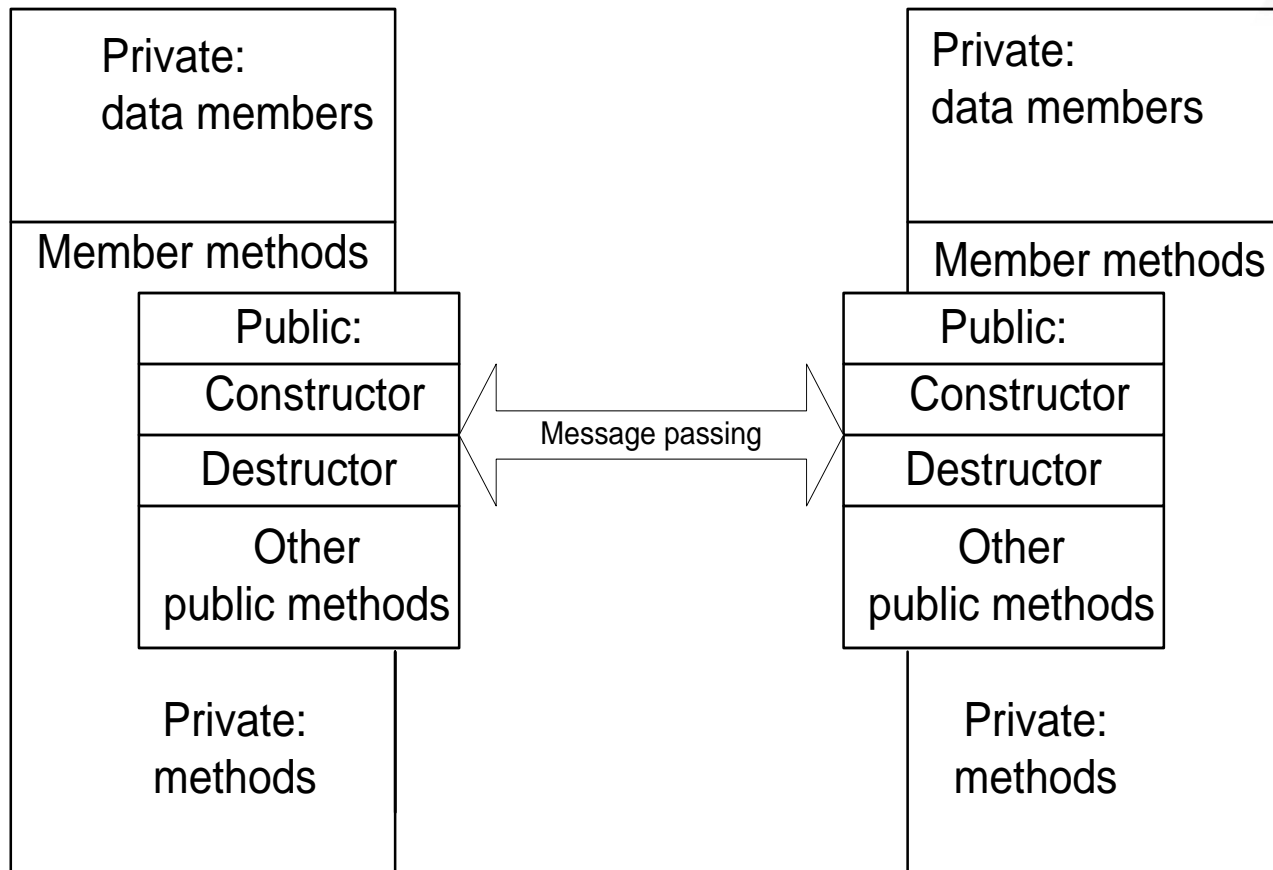 Private:
data members
Member methods
Public:
Constructor
Destructor
Other
public methods
Private:
methods
Message passing
Private:
data members
Member methods
Public:
Constructor
Destructor
Other
public methods
Private:
methods